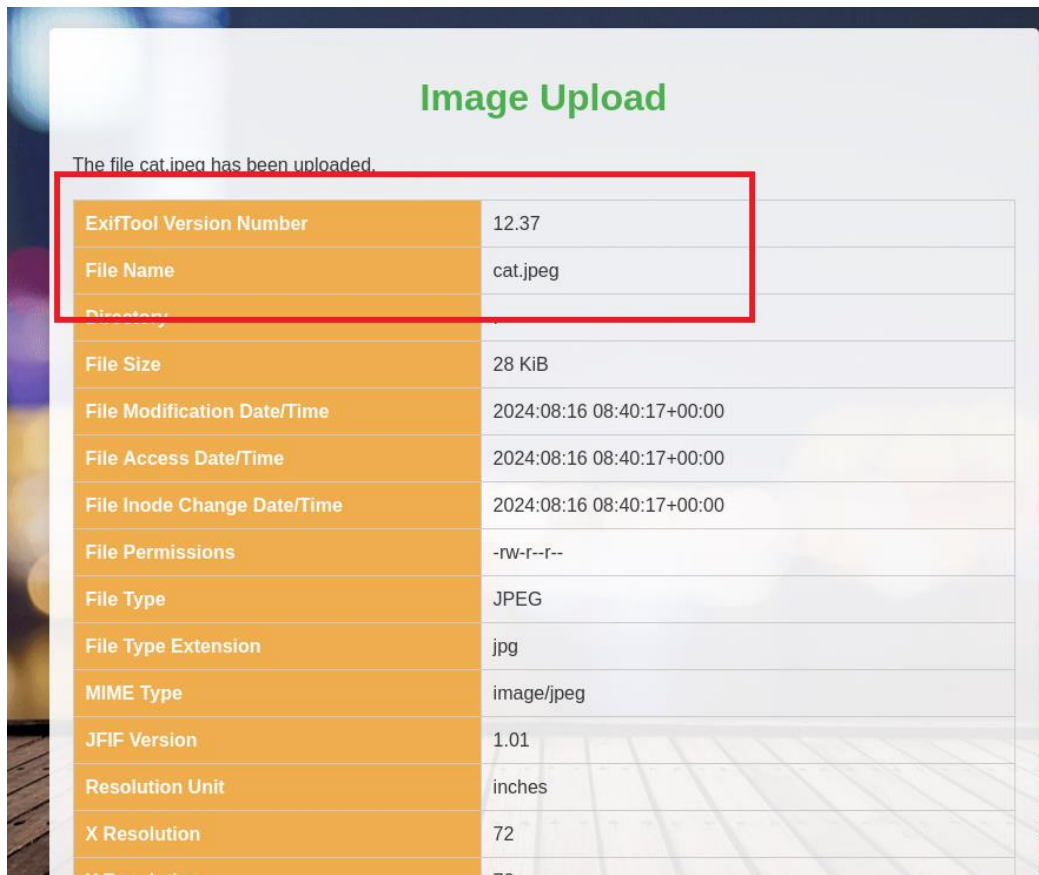 Image Upload
The file cat.jpeg has been uploaded.
ExifTool Version Number 12.37
File Name cat.jpeg
Directory .
File Size 28 KiB
File Modification Date/Time 2024:08:16 08:40:17+00:00
File Access Date/Time 2024:08:16 08:40:17+00:00
File Inode Change Date/Time 2024:08:16 08:40:17+00:00
File Permissions -rw-r--r--
File Type JPEG
File Type Extension jpg
MIME Type image/jpeg
JFIF Version 1.01
Resolution Unit inches
X Resolution 72